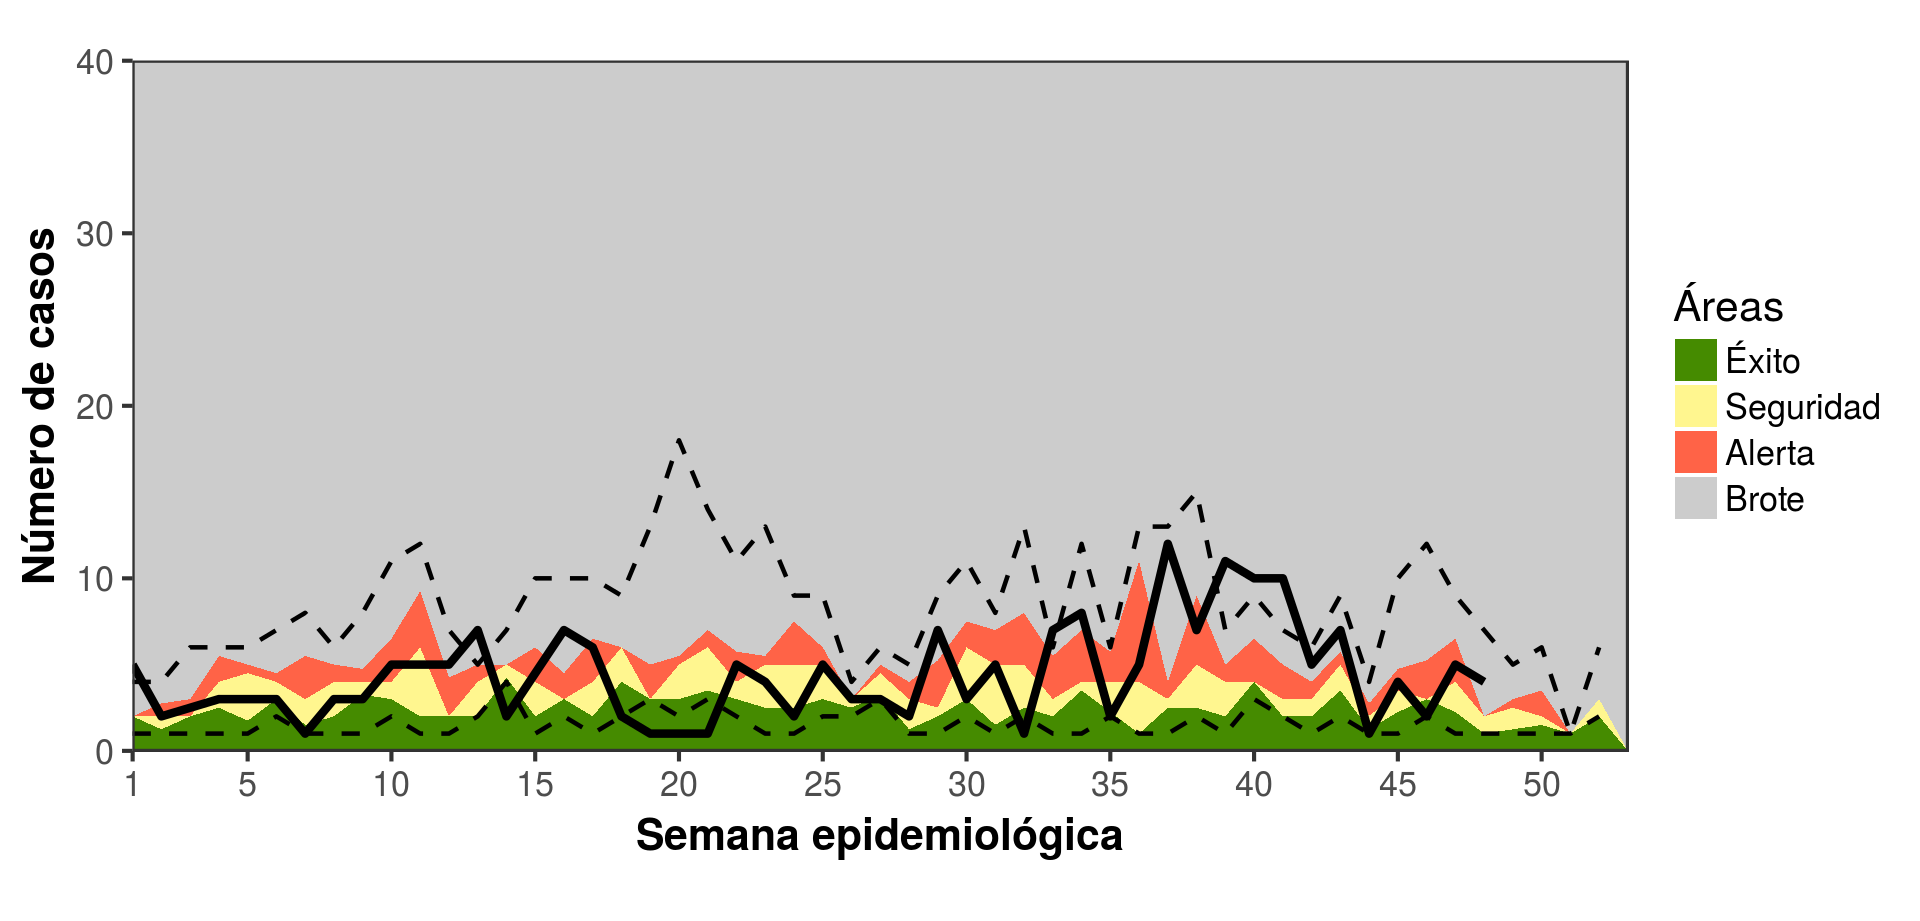 40
30
20
10
0
Número de casos
1 5 10 15 20 25 30 35 40 45 50
Semana epidemiológica
Áreas
Éxito
Seguridad
Alerta
Brote